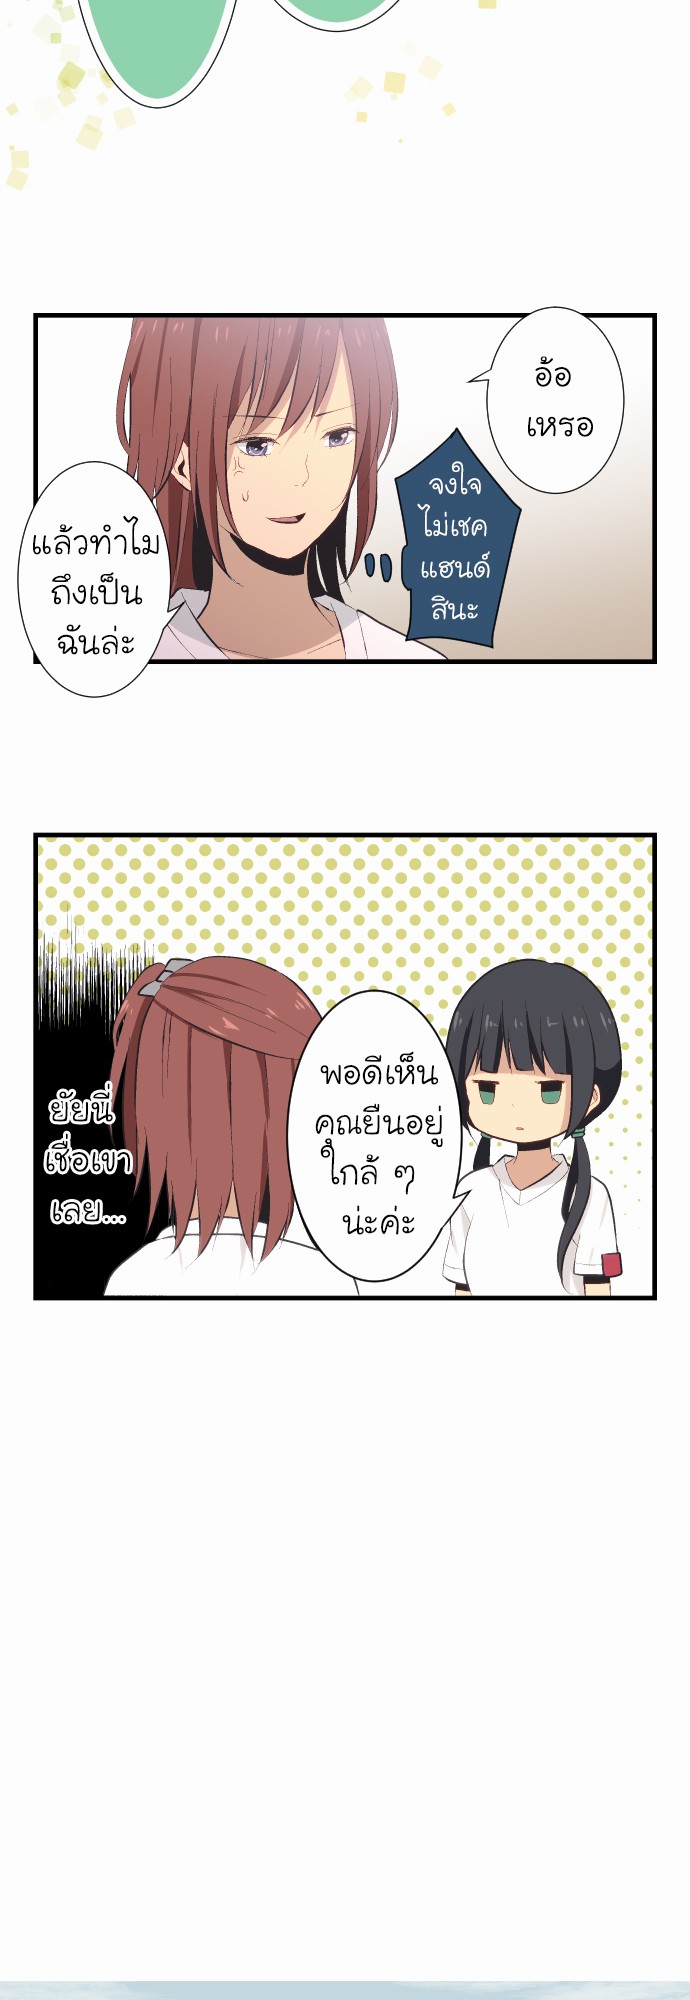 อ้อ
เหรอ
จงใจ
ไม่เชค
แฮนด์
สินะ
แล้วทำไม
ถึงเป็น
ฉันล่ะ
พอดีเห็น
คุณยืนอยู่
ใกล้ ๆ
น่ะค่ะ
ยัยนี่
เชื่อเขา
เลย...